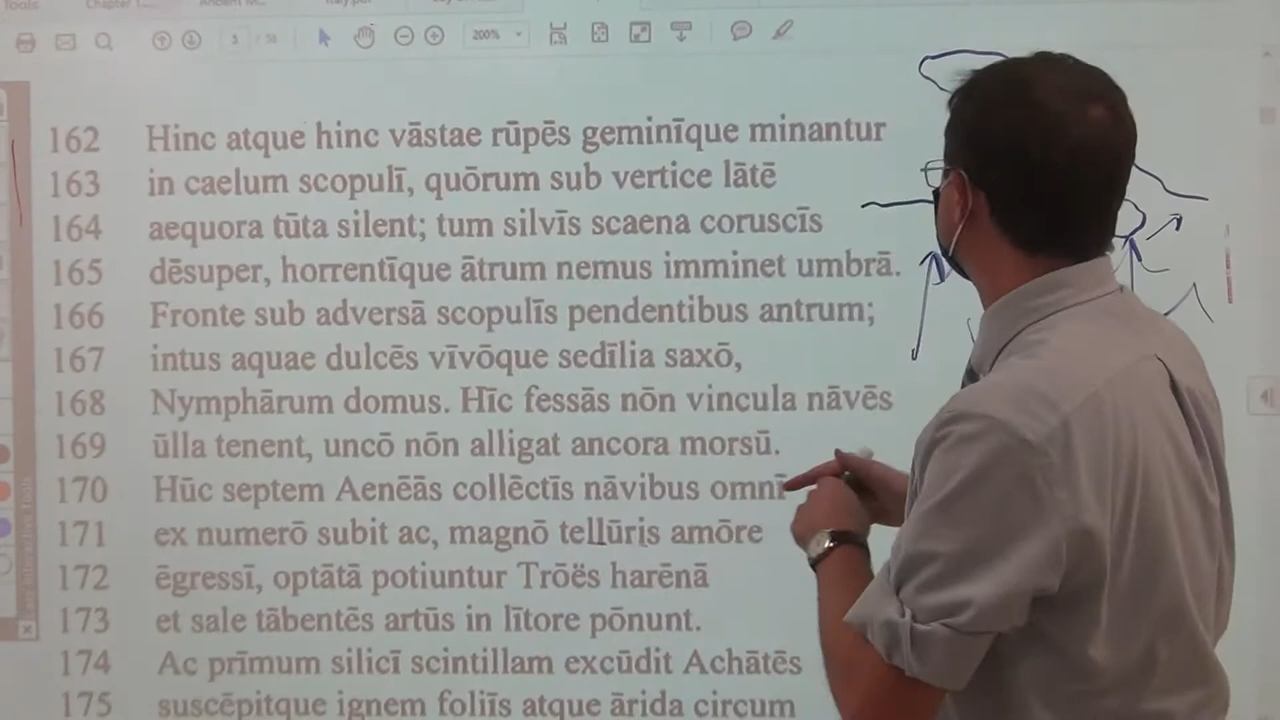 Tools
3 / 58
200%
162 Hinc atque hinc vāstae rūpēs geminīque minantur
163 in caelum scopulī, quōrum sub vertice lātē
164 aequora tūta silent; tum silvīs scaena coruscīs
165 dēsuper, horrentīque ātrum nemus imminet umbrā.
166 Fronte sub adversā scopulīs pendentibus antrum;
167 intus aquae dulcēs vīvōque sedīlia saxō,
168 Nymphārum domus. Hīc fessās nōn vincula nāvēs
169 ūlla tenent, uncō nōn alligat ancora morsū.
170 Hūc septem Aenēās collēctīs nāvibus omnī
171 ex numerō subit ac, magnō tellūris amōre
172 ēgressī, optātā potiuntur Trōës harēnā
173 et sale tābentēs artūs in lītore pōnunt.
174 Ac prīmum silicī scintillam excūdit Achātēs
175 suscēpitque ignem foliīs atque ārida circum